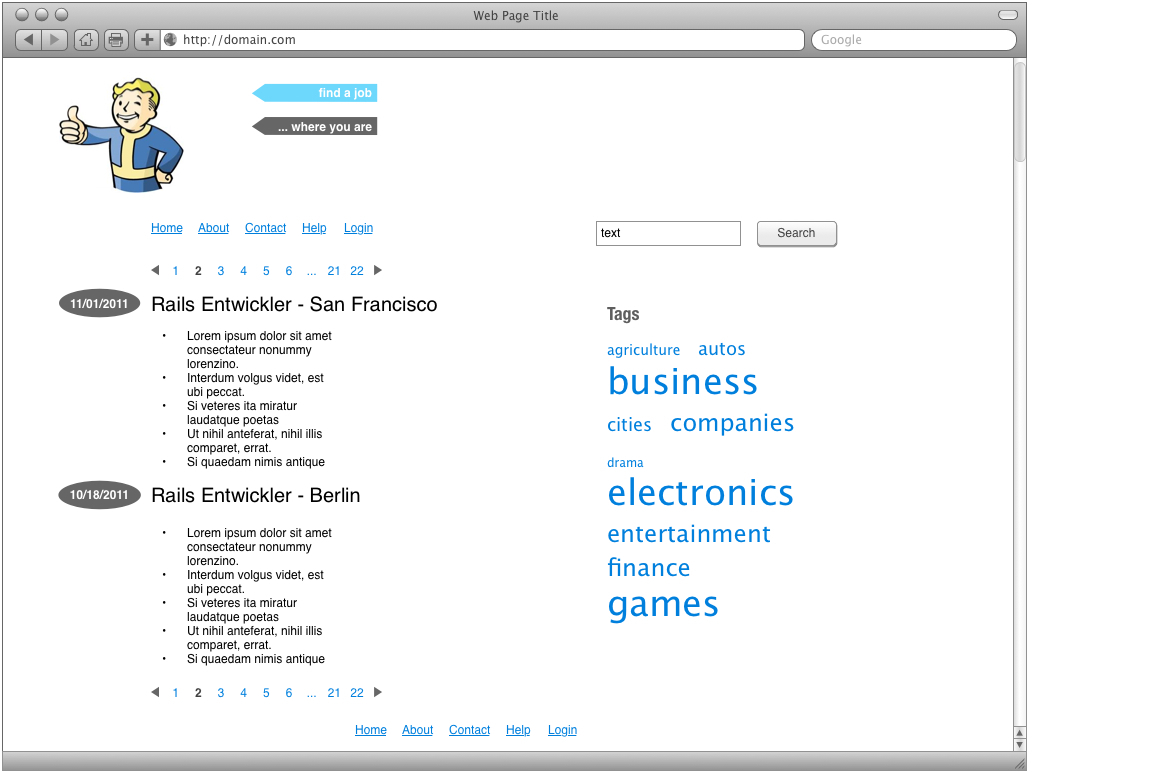 Web Page Title
http://domain.com
Google
find a job
... where you are
Home About Contact Help Login
text
Search
1 2 3 4 5 6 ... 21 22
11/01/2011
Rails Entwickler - San Francisco
• Lorem ipsum dolor sit amet
consectateur nonummy
lorenzino.
• Interdum volgus videt, est
ubi peccat.
• Si veteres ita miratur
laudatque poetas
• Ut nihil anteferat, nihil illis
comparet, errat.
• Si quaedam nimis antique
10/18/2011
Rails Entwickler - Berlin
• Lorem ipsum dolor sit amet
consectateur nonummy
lorenzino.
• Interdum volgus videt, est
ubi peccat.
• Si veteres ita miratur
laudatque poetas
• Ut nihil anteferat, nihil illis
comparet, errat.
• Si quaedam nimis antique
1 2 3 4 5 6 ... 21 22
Tags
agriculture autos
business
cities companies
drama
electronics
entertainment
finance
games
Home About Contact Help Login